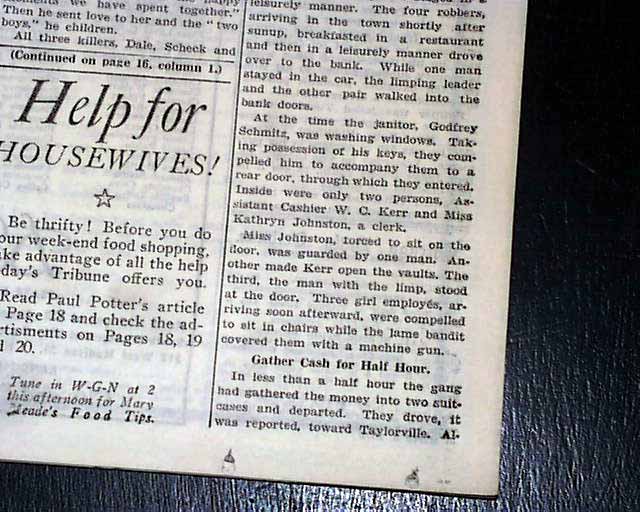 we have spent together."
Then he sent love to her and the "two
boys," he children.
All three killers, Dale, Scheck and
(Continued on page 16, column 1.)
Help for
HOUSEWIVES!
Be thrifty! Before you do
our week-end food shopping,
ake advantage of all the help
day's Tribune offers you.
Read Paul Potter's article
Page 18 and check the ad-
rtisments on Pages 18, 19
20.
Tune in W-G-N at 2
this afternoon for Mary
Meade's Food Tips.
leisurely manner. The four robbers,
arriving in the town shortly after
sunup, breakfasted in a restaurant
and then in a leisurely manner drove
over to the bank. While one man
stayed in the car, the limping leader
and the other pair walked into the
bank doors.
At the time the janitor, Godfrey
Schmitz, was washing windows. Tak-
ing possession of his keys, they com-
pelled him to accompany them to a
rear door, through which they entered.
Inside were only two persons, As-
sistant Cashier W. C. Kerr and Miss
Kathryn Johnston, a clerk.
Miss Johnston, forced to sit on the
floor, was guarded by one man. An-
other made Kerr open the vaults. The
third, the man with the limp, stood
at the door. Three girl employés, ar-
riving soon afterward, were compelled
to sit in chairs while the lame bandit
covered them with a machine gun.
Gather Cash for Half Hour.
In less than a half hour the gang
had gathered the money into two suit-
cases and departed. They drove, it
was reported, toward Taylorville. Al-